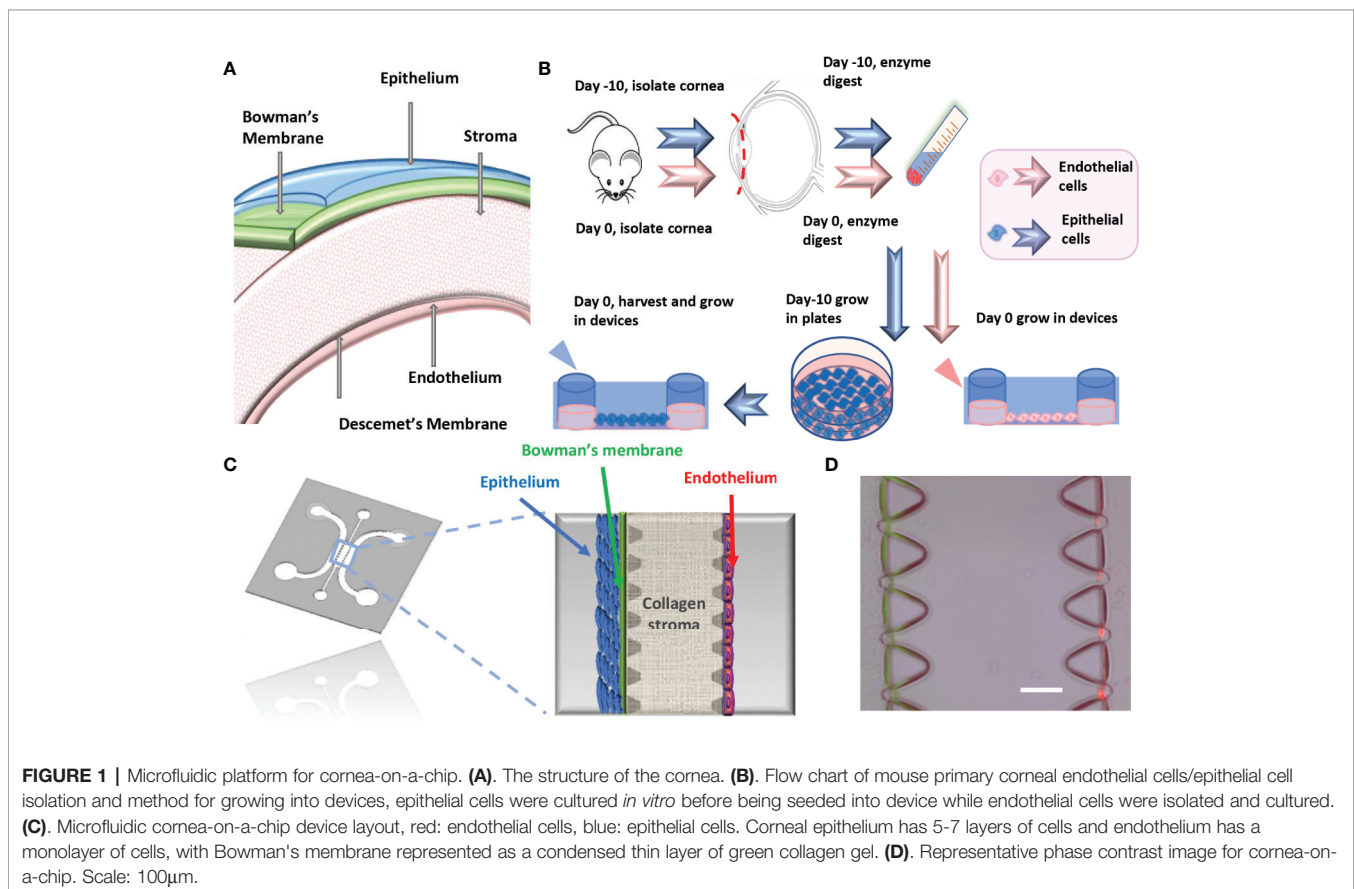 A
Epithelium
Bowman's
Membrane
Stroma
Endothelium
Descemet's Membrane
B
Day -10, isolate cornea
Day 0, isolate cornea
Day -10, enzyme
digest
Day 0, enzyme
digest
Endothelial
cells
Epithelial
cells
Day 0, harvest and grow
in devices
Day-10 grow
in plates
Day 0 grow in devices
C
Epithelium
Bowman's membrane
Endothelium
Collagen
stroma
D
FIGURE 1 | Microfluidic platform for cornea-on-a-chip. (A). The structure of the cornea. (B). Flow chart of mouse primary corneal endothelial cells/epithelial cell
isolation and method for growing into devices, epithelial cells were cultured in vitro before being seeded into device while endothelial cells were isolated and cultured.
(C). Microfluidic cornea-on-a-chip device layout, red: endothelial cells, blue: epithelial cells. Corneal epithelium has 5-7 layers of cells and endothelium has a
monolayer of cells, with Bowman's membrane represented as a condensed thin layer of green collagen gel. (D). Representative phase contrast image for cornea-on-
a-chip. Scale: 100μm.